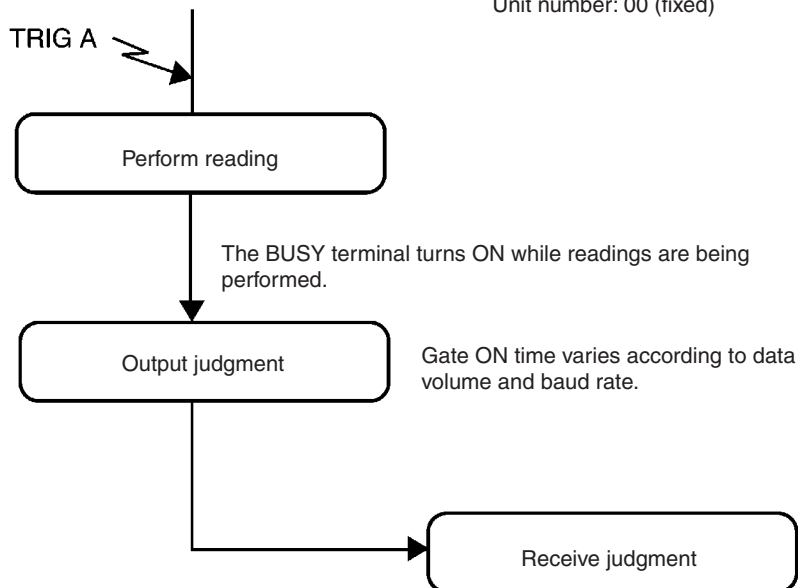 Unit number: 00 (fixed)
TRIG A
Perform reading
The BUSY terminal turns ON while readings are being
performed.
Output judgment
Gate ON time varies according to data
volume and baud rate.
Receive judgment